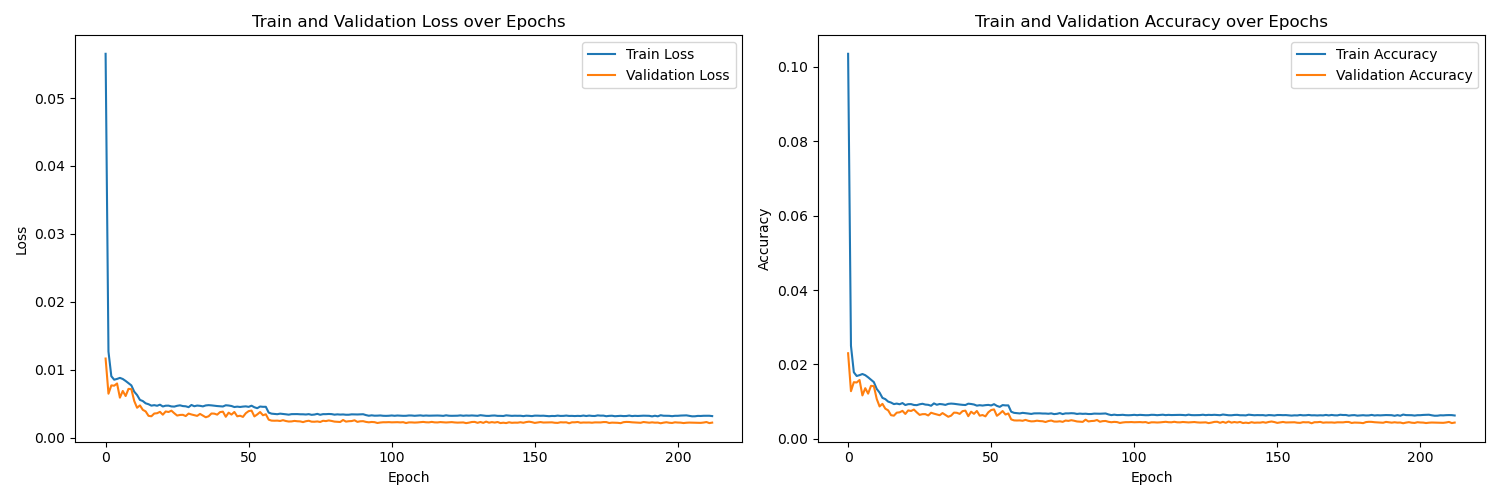 Train and Validation Loss over Epochs
Train Loss
Validation Loss
0.05
0.04
0.03
0.02
0.01
0.00
Loss
0
50
100
150
200
Epoch
Train and Validation Accuracy over Epochs
Train Accuracy
Validation Accuracy
0.10
0.08
0.06
0.04
0.02
0.00
Accuracy
0
50
100
150
200
Epoch